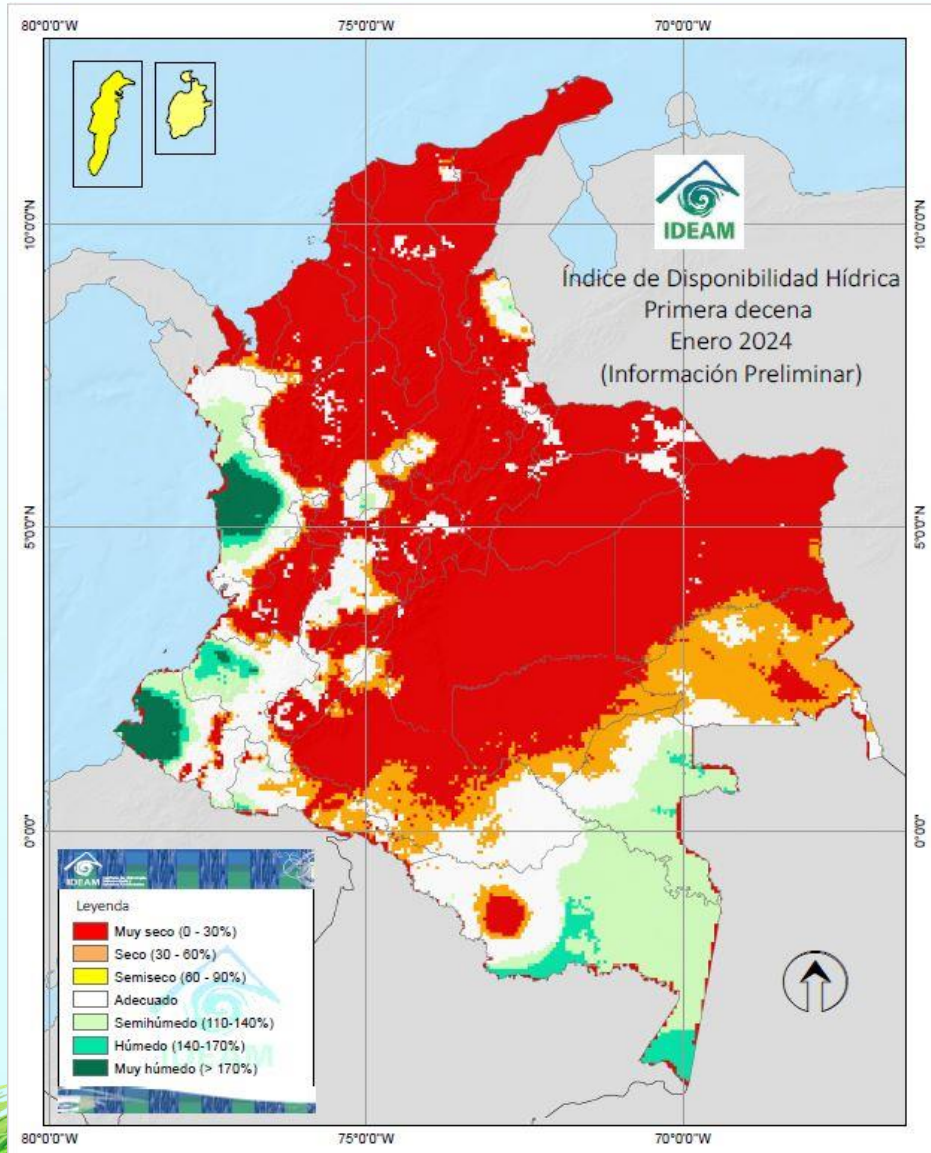 80°0'0"W
75°0'0"W
70°0'0"W
10°0'0"N
10°0'0"N
IDEAM
Índice de Disponibilidad Hídrica
Primera decena
Enero 2024
(Información Preliminar)
5°0'0"N
5°0'0"N
0°0'0"
0°0'0"
IDEAM
Leyenda
Muy seco (0 - 30%)
Seco (30 - 60%)
Semiseco (60 - 90%)
Adecuado
Semihúmedo (110-140%)
Húmedo (140-170%)
Muy húmedo (> 170%)
IDEAM
80°0'0"W
75°0'0"W
70°0'0"W